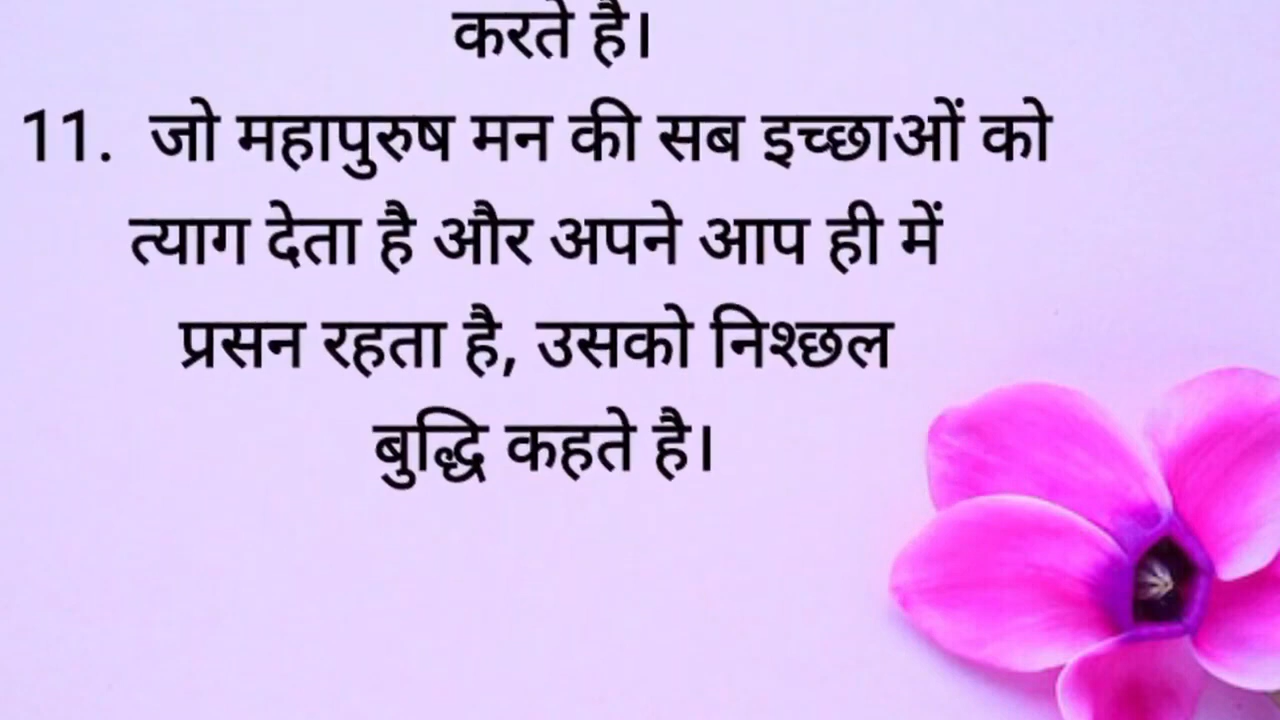 करते है।
11. जो महापुरुष मन की सब इच्छाओं को
त्याग देता है और अपने आप ही में
प्रसन रहता है, उसको निश्छल
बुद्धि कहते है।